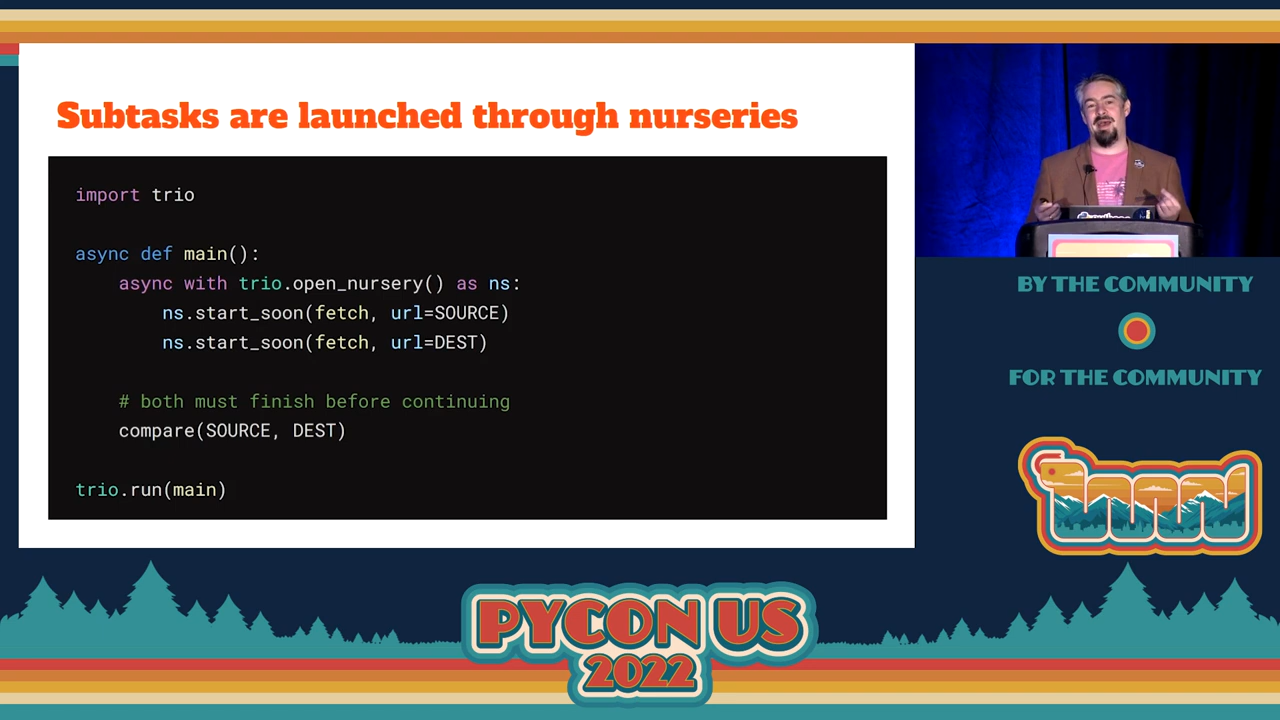 Subtasks are launched through nurseries
import trio
async def main():
    async with trio.open_nursery() as ns:
        ns.start_soon(fetch, url=SOURCE)
        ns.start_soon(fetch, url=DEST)
    # both must finish before continuing
    compare(SOURCE, DEST)
trio.run(main)
BY THE COMMUNITY
FOR THE COMMUNITY
PYCON US
2022